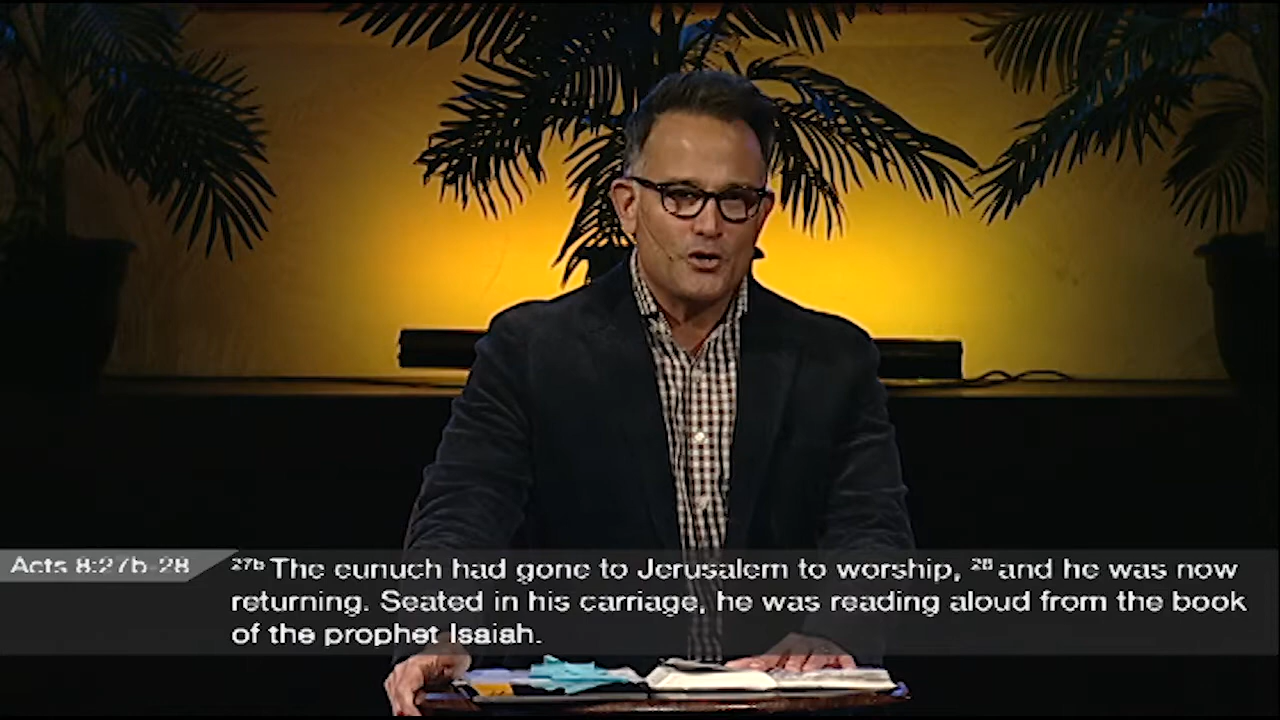 Acts 8:27b-28
27b The eunuch had gone to Jerusalem to worship, 28 and he was now
returning. Seated in his carriage, he was reading aloud from the book
of the prophet Isaiah.